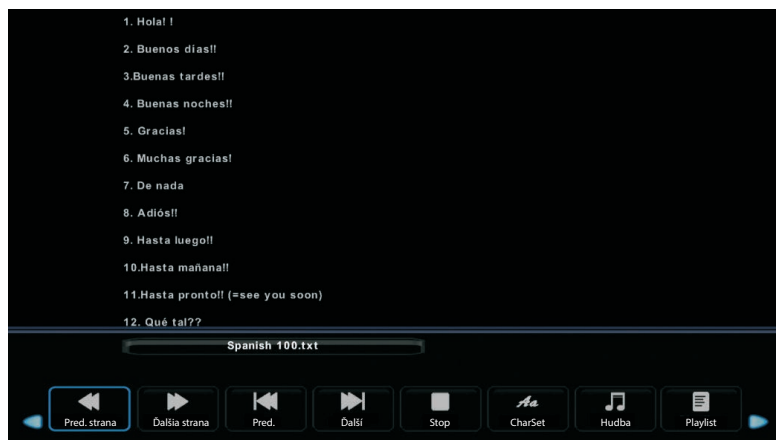 1. Hola! !
2. Buenos días!!
3.Buenas tardes!!
4. Buenas noches!!
5. Gracias!
6. Muchas gracias!
7. De nada
8. Adiós!!
9. Hasta luego!!
10.Hasta mañana!!
11.Hasta pronto!! (=see you soon)
12. Qué tal??
Spanish 100.txt
Pred. strana Ďalšia strana Pred. Ďalší Stop CharSet Hudba Playlist